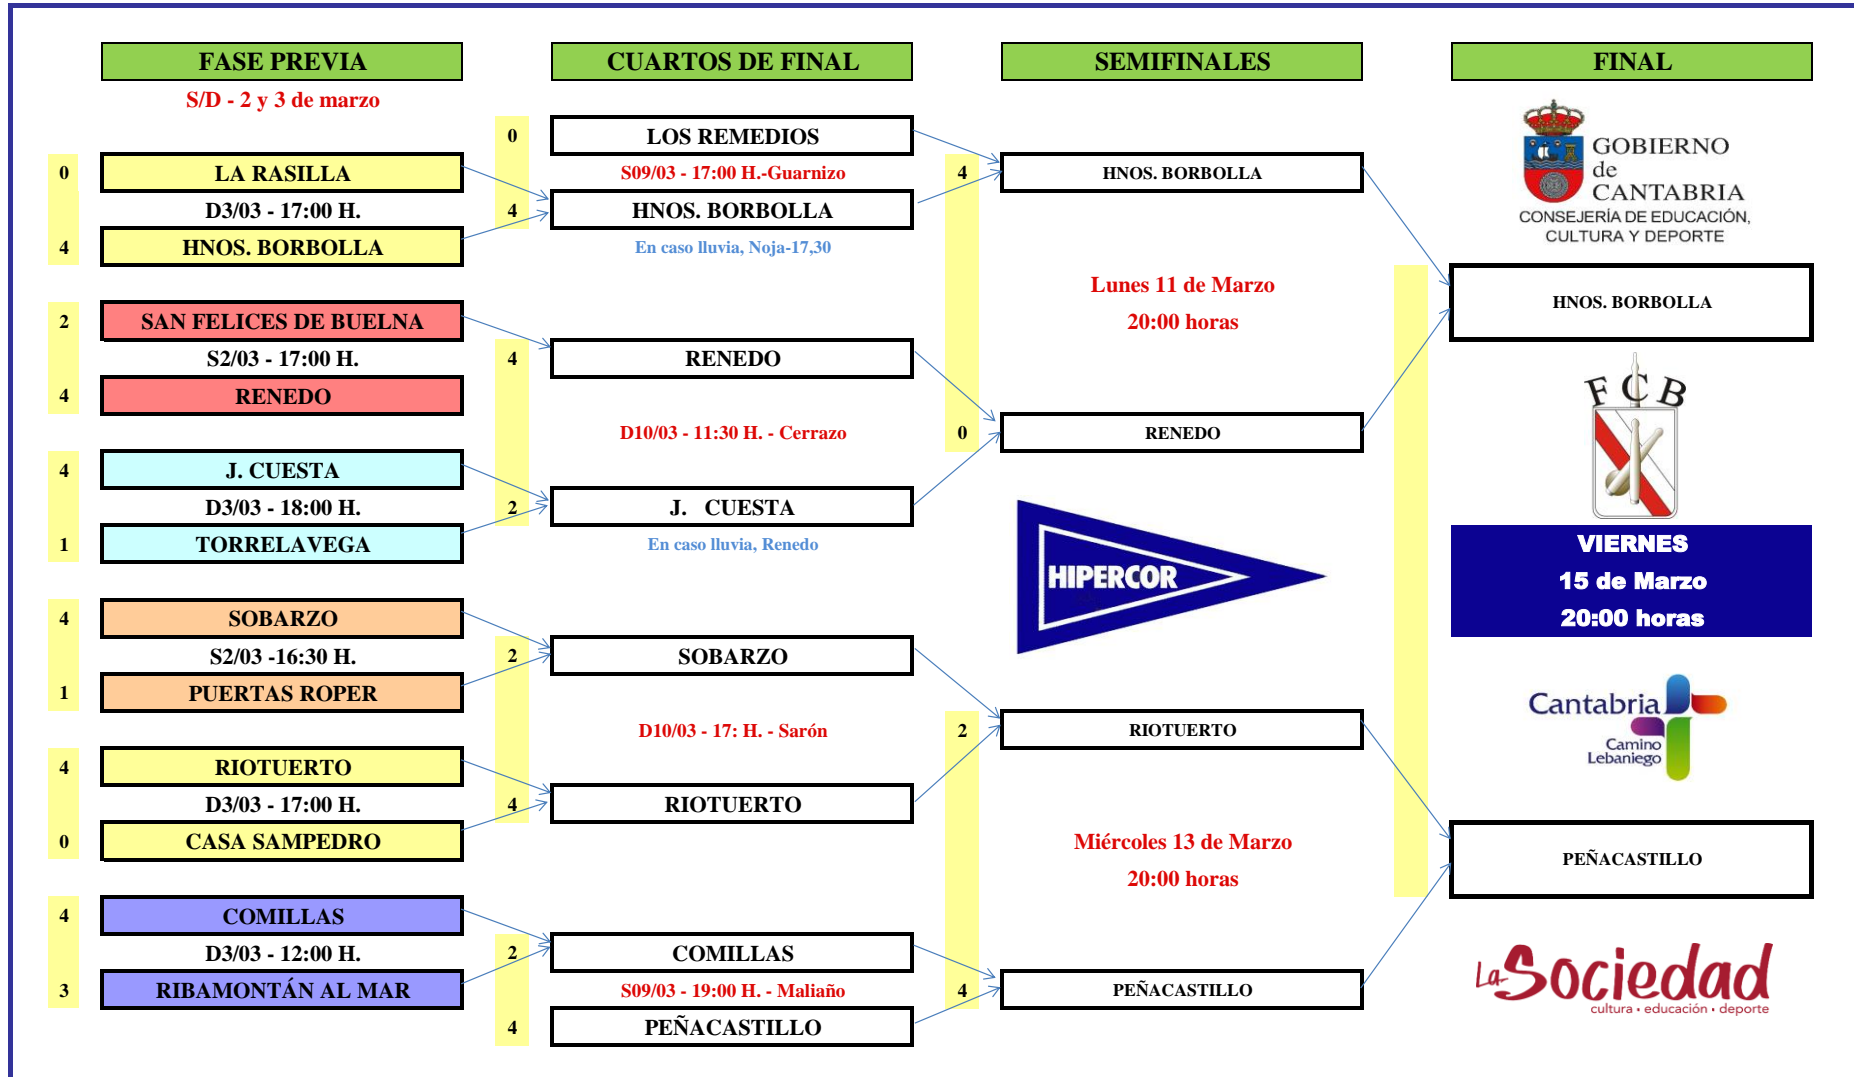 FASE PREVIA
S/D - 2 y 3 de marzo
0
LA RASILLA
D3/03 - 17:00 H.
4
HNOS. BORBOLLA
2
SAN FELICES DE BUELNA
S2/03 - 17:00 H.
4
RENEDO
4
J. CUESTA
D3/03 - 18:00 H.
1
TORRELAVEGA
4
SOBARZO
S2/03 -16:30 H.
1
PUERTAS ROPER
4
RIOTUERTO
D3/03 - 17:00 H.
0
CASA SAMPEDRO
4
COMILLAS
D3/03 - 12:00 H.
3
RIBAMONTÁN AL MAR
CUARTOS DE FINAL
0
LOS REMEDIOS
S09/03 - 17:00 H.-Guarnizo
4
HNOS. BORBOLLA
En caso lluvia, Noja-17,30
4
RENEDO
D10/03 - 11:30 H. - Cerrazo
2
J. CUESTA
En caso lluvia, Renedo
2
SOBARZO
D10/03 - 17: H. - Sarón
4
RIOTUERTO
2
COMILLAS
S09/03 - 19:00 H. - Maliaño
4
PEÑACASTILLO
SEMIFINALES
4
HNOS. BORBOLLA
Lunes 11 de Marzo
20:00 horas
0
RENEDO
HIPERCOR
2
RIOTUERTO
Miércoles 13 de Marzo
20:00 horas
4
PEÑACASTILLO
FINAL
GOBIERNO
de
CANTABRIA
CONSEJERÍA DE EDUCACIÓN,
CULTURA Y DEPORTE
HNOS. BORBOLLA
FCB
VIERNES
15 de Marzo
20:00 horas
Cantabria
Camino
Lebaniego
PEÑACASTILLO
La Sociedad
cultura • educación • deporte